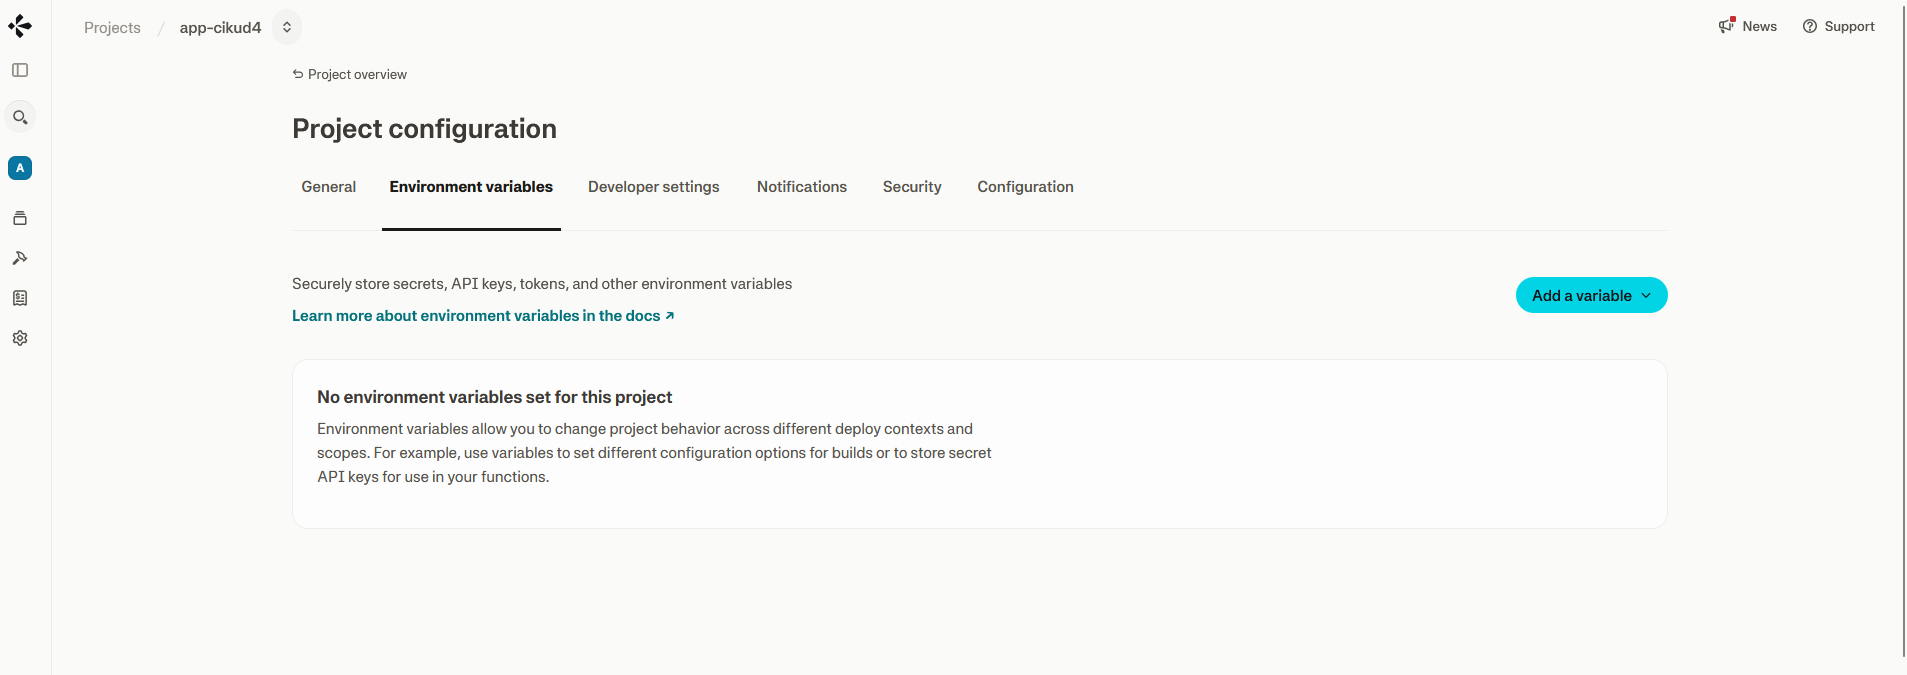 Projects / app-cikud4
News
Support
Project overview
Project configuration
General
Environment variables
Developer settings
Notifications
Security
Configuration
Securely store secrets, API keys, tokens, and other environment variables
Learn more about environment variables in the docs
Add a variable
A
No environment variables set for this project
Environment variables allow you to change project behavior across different deploy contexts and
scopes. For example, use variables to set different configuration options for builds or to store secret
API keys for use in your functions.